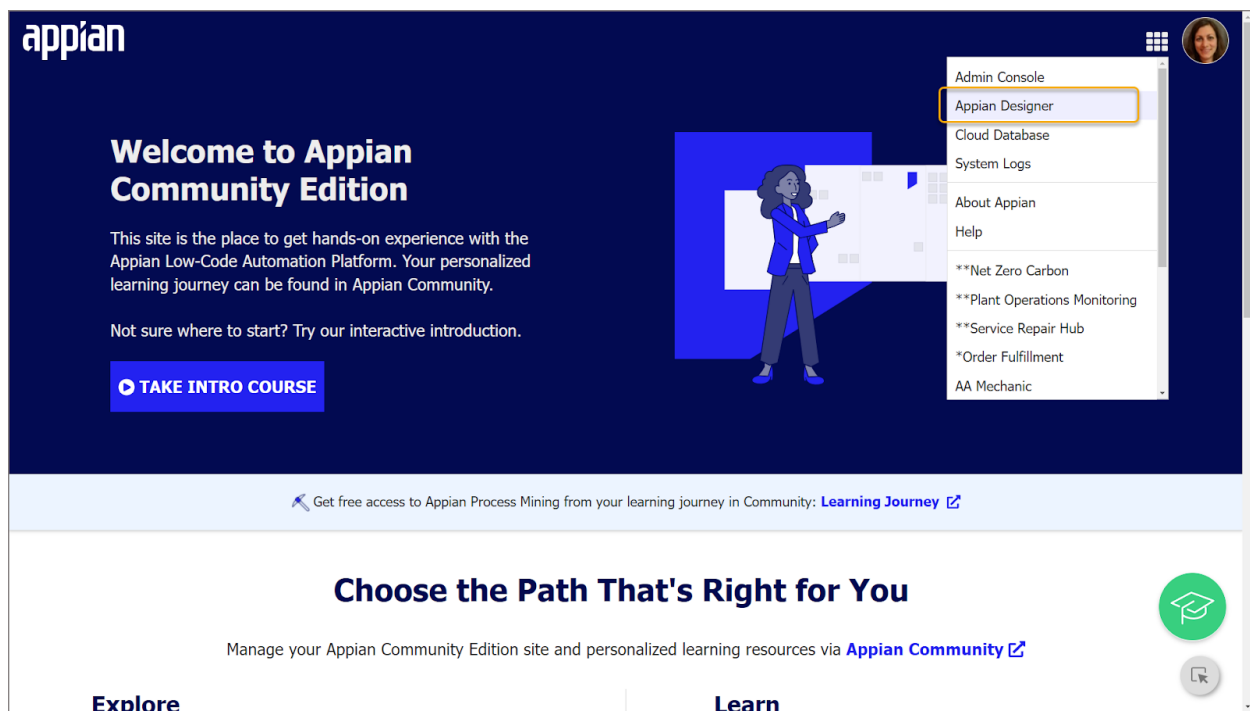 appian
Admin Console
Appian Designer
Cloud Database
System Logs
About Appian
Help
**Net Zero Carbon
**Plant Operations Monitoring
**Service Repair Hub
*Order Fulfillment
AA Mechanic
Welcome to Appian
Community Edition
This site is the place to get hands-on experience with the
Appian Low-Code Automation Platform. Your personalized
learning journey can be found in Appian Community.
Not sure where to start? Try our interactive introduction.
TAKE INTRO COURSE
Get free access to Appian Process Mining from your learning journey in Community: Learning Journey
Choose the Path That's Right for You
Manage your Appian Community Edition site and personalized learning resources via Appian Community
Explore
Learn